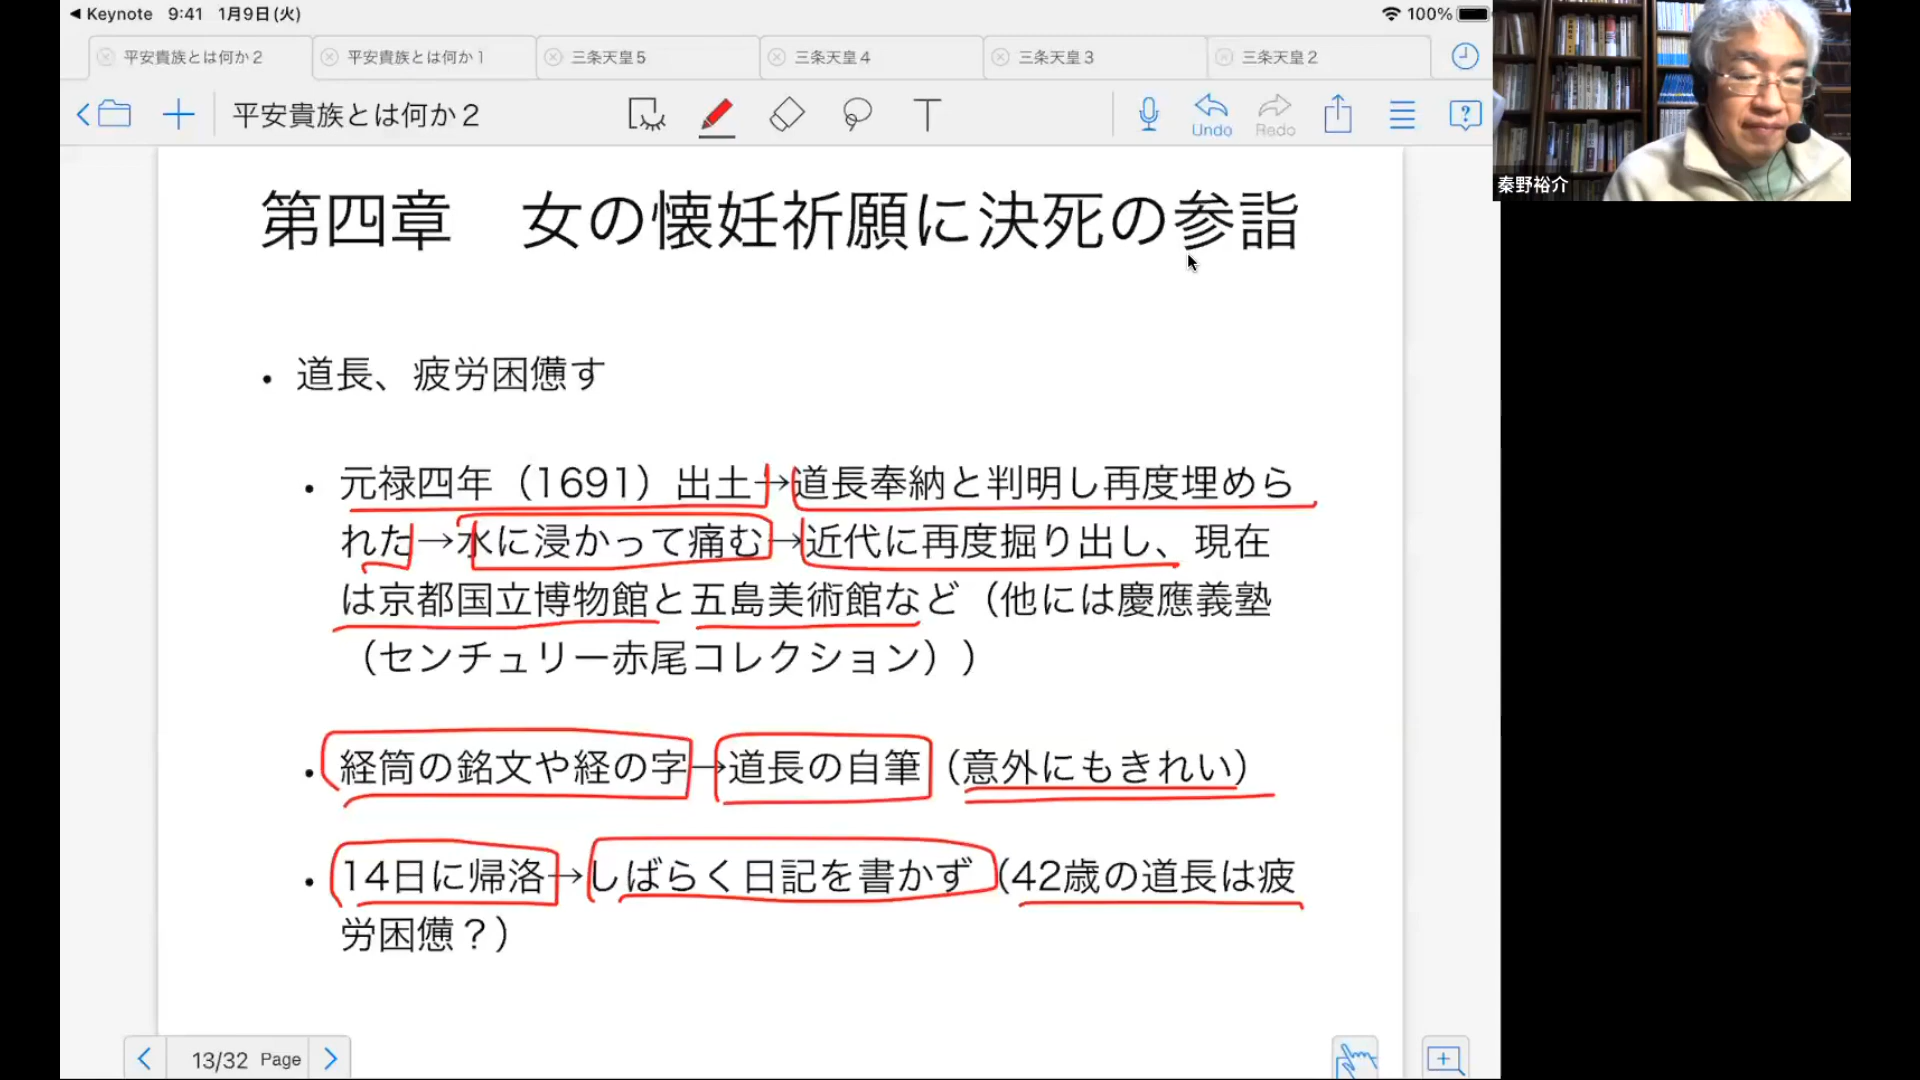 Keynote 9:41 1月9日(火) 100%
平安貴族とは何か2 平安貴族とは何か1 三条天皇5 三条天皇4 三条天皇3 三条天皇2
平安貴族とは何か2 T Undo Redo
秦野裕介
第四章 女の懐妊祈願に決死の参詣
• 道長、疲労困憊す
• 元禄四年（1691）出土→道長奉納と判明し再度埋めら
れた→水に浸かって痛む→近代に再度掘り出し、現在
は京都国立博物館と五島美術館など（他には慶應義塾
（センチュリー赤尾コレクション））
• 経筒の銘文や経の字→道長の自筆（意外にもきれい）
• 14日に帰洛→しばらく日記を書かず（42歳の道長は疲
労困憊？）
13/32 Page